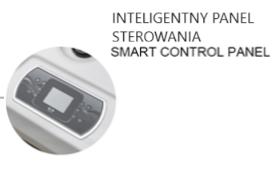 INTELIGENTNY PANEL
STEROWANIA
SMART CONTROL PANEL